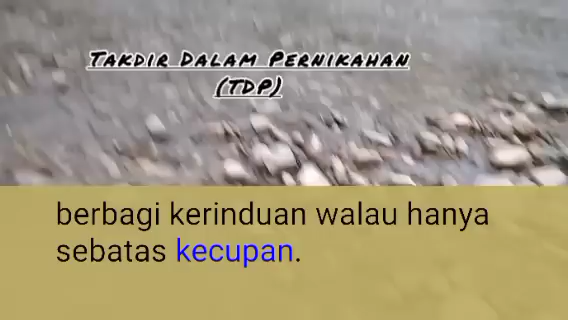 Takdir Dalam Pernikahan
(TDP)
berbagi kerinduan walau hanya
sebatas kecupan.